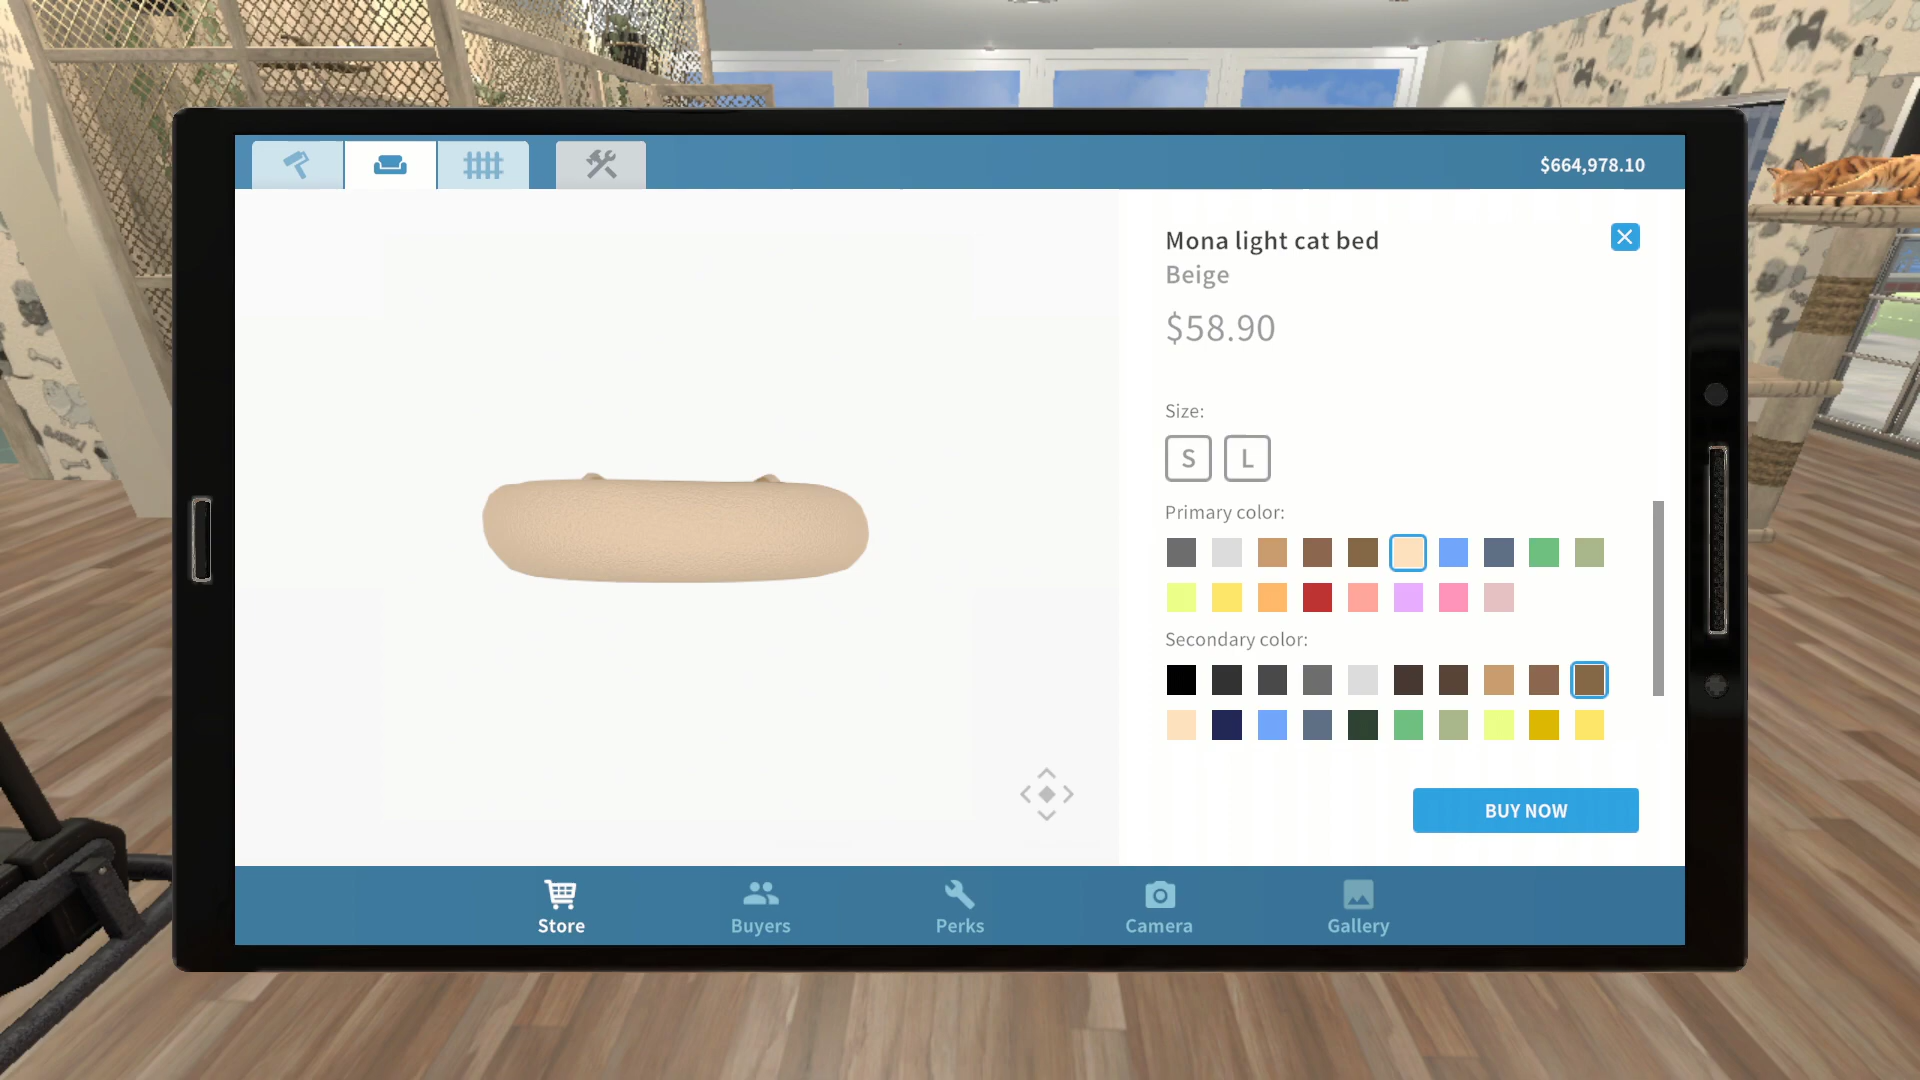 $664,978.10
Mona light cat bed
Beige
$58.90
Size:
S L
Primary color:
Secondary color:
BUY NOW
Store Buyers Perks Camera Gallery